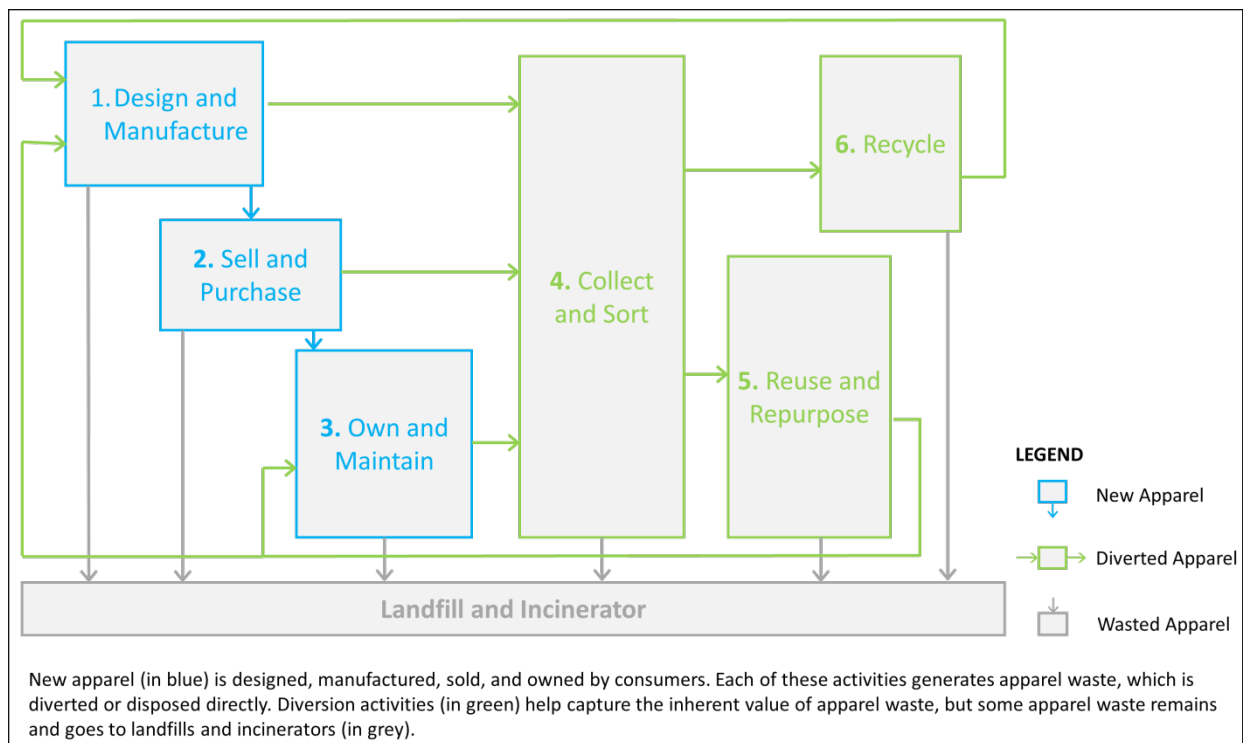 1. Design and
Manufacture
2. Sell and
Purchase
3. Own and
Maintain
4. Collect
and Sort
5. Reuse and
Repurpose
6. Recycle
Landfill and Incinerator
LEGEND
New Apparel
Diverted Apparel
Wasted Apparel
New apparel (in blue) is designed, manufactured, sold, and owned by consumers. Each of these activities generates apparel waste, which is
diverted or disposed directly. Diversion activities (in green) help capture the inherent value of apparel waste, but some apparel waste remains
and goes to landfills and incinerators (in grey).